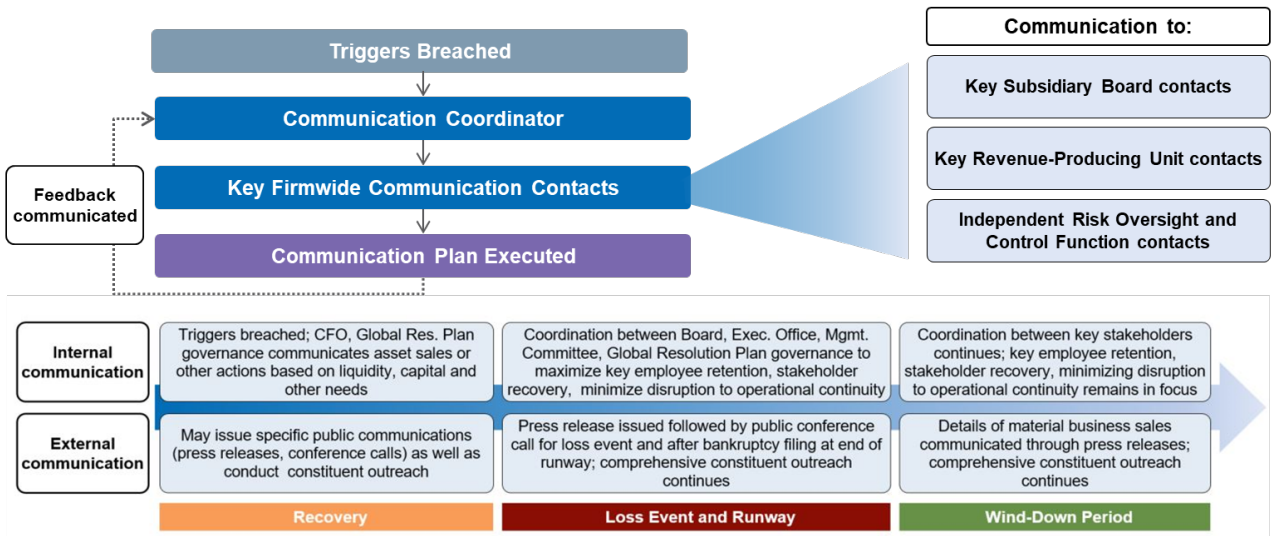 Triggers Breached
Communication Coordinator
Key Firmwide Communication Contacts
Communication Plan Executed
Feedback
communicated
Communication to:
Key Subsidiary Board contacts
Key Revenue-Producing Unit contacts
Independent Risk Oversight and
Control Function contacts
Internal
communication
Triggers breached; CFO, Global Res. Plan
governance communicates asset sales or
other actions based on liquidity, capital and
other needs
Coordination between Board, Exec. Office, Mgmt.
Committee, Global Resolution Plan governance to
maximize key employee retention, stakeholder
recovery, minimize disruption to operational continuity
Coordination between key stakeholders
continues; key employee retention,
stakeholder recovery, minimizing disruption
to operational continuity remains in focus
External
communication
May issue specific public communications
(press releases, conference calls) as well as
conduct constituent outreach
Press release issued followed by public conference
call for loss event and after bankruptcy filing at end of
runway; comprehensive constituent outreach
continues
Details of material business sales
communicated through press releases;
comprehensive constituent outreach
continues
Recovery
Loss Event and Runway
Wind-Down Period